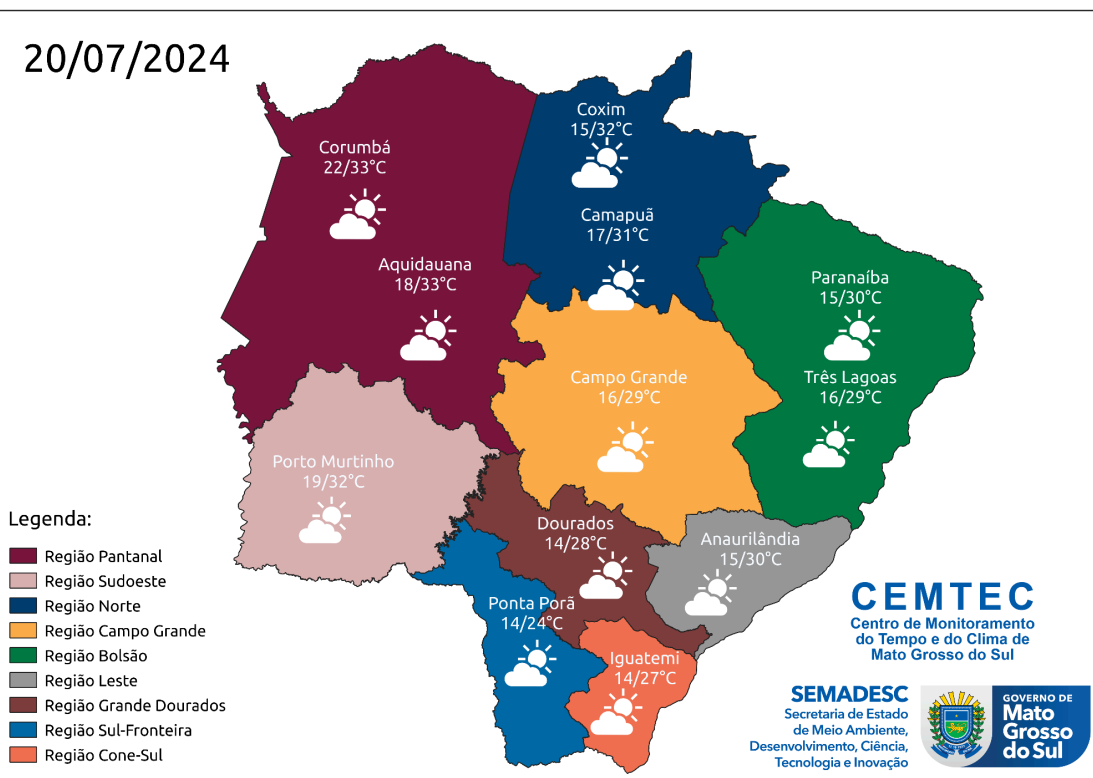 20/07/2024
Coxim
15/32°C
Corumbá
22/33°C
Camapuã
17/31°C
Aquidauana
18/33°C
Paranaíba
15/30°C
Campo Grande
16/29°C
Três Lagoas
16/29°C
Porto Murtinho
19/32°C
Dourados
14/28°C
Anaurilândia
15/30°C
Ponta Porã
14/24°C
Iguatemi
14/27°C
Legenda:
Região Pantanal
Região Sudoeste
Região Norte
Região Campo Grande
Região Bolsão
Região Leste
Região Grande Dourados
Região Sul-Fronteira
Região Cone-Sul
CEMTEC
Centro de Monitoramento
do Tempo e do Clima de
Mato Grosso do Sul
SEMADESC
Secretaria de Estado
de Meio Ambiente,
Desenvolvimento, Ciência,
Tecnologia e Inovação
GOVERNO DE
Mato
Grosso
do Sul